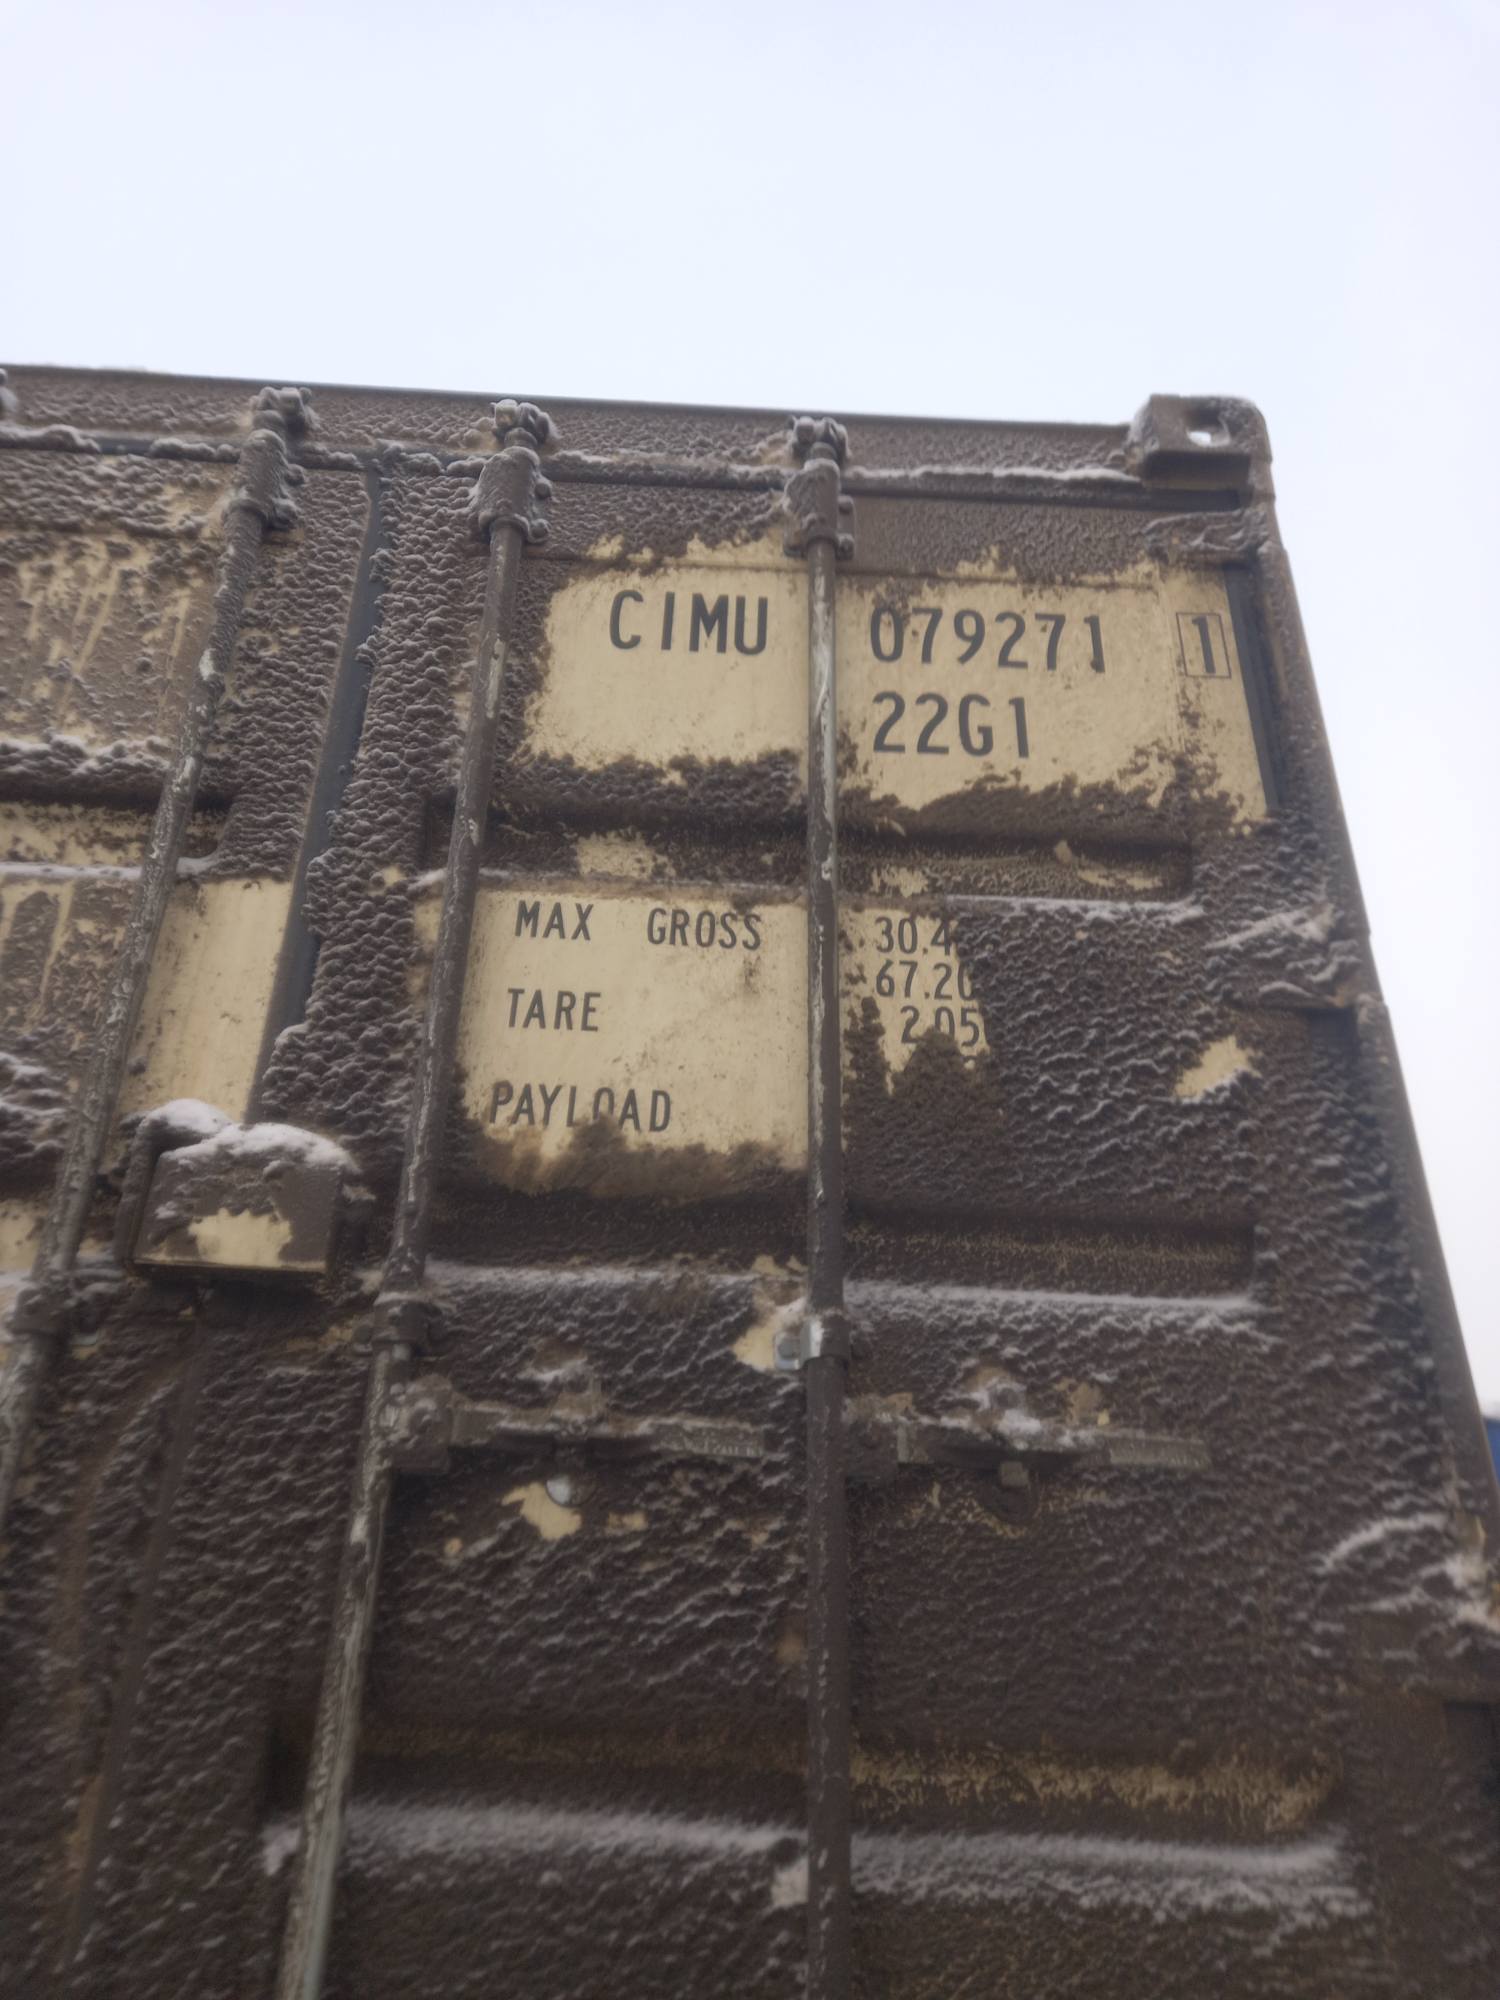 CIMU 079271 1
22G1
MAX GROSS 30.4
67.20
TARE 2.05
PAYLOAD